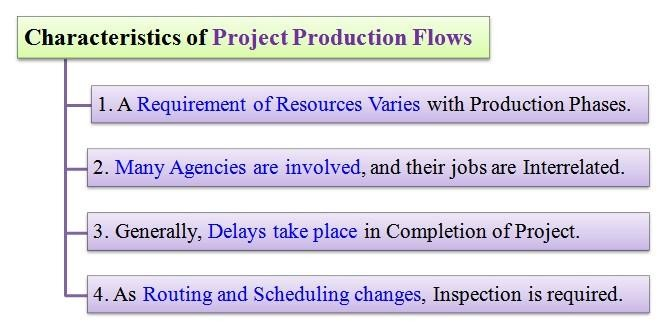 Characteristics of Project Production Flows
1. A Requirement of Resources Varies with Production Phases.
2. Many Agencies are involved, and their jobs are Interrelated.
3. Generally, Delays take place in Completion of Project.
4. As Routing and Scheduling changes, Inspection is required.